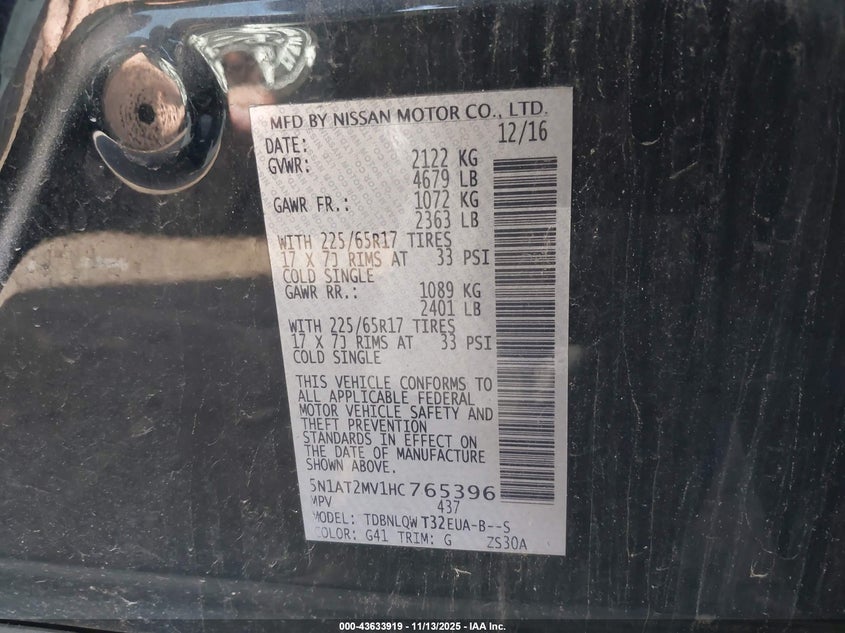 MFD BY NISSAN MOTOR CO., LTD.
DATE: 12/16
GVWR: 2122 KG
4679 LB
GAWR FR.: 1072 KG
2363 LB
WITH 225/65R17 TIRES
17 X 7J RIMS AT 33 PSI
COLD SINGLE
GAWR RR.: 1089 KG
2401 LB
WITH 225/65R17 TIRES
17 X 7J RIMS AT 33 PSI
COLD SINGLE
THIS VEHICLE CONFORMS TO
ALL APPLICABLE FEDERAL
MOTOR VEHICLE SAFETY AND
THEFT PREVENTION
STANDARDS IN EFFECT ON
THE DATE OF MANUFACTURE
SHOWN ABOVE.
5N1AT2MV1HC765396
MPV 437
MODEL: TDBNLQWT32EUA-B--S
COLOR: G41 TRIM: G ZS30A
000-43633919 - 11/13/2025 - IAA Inc.